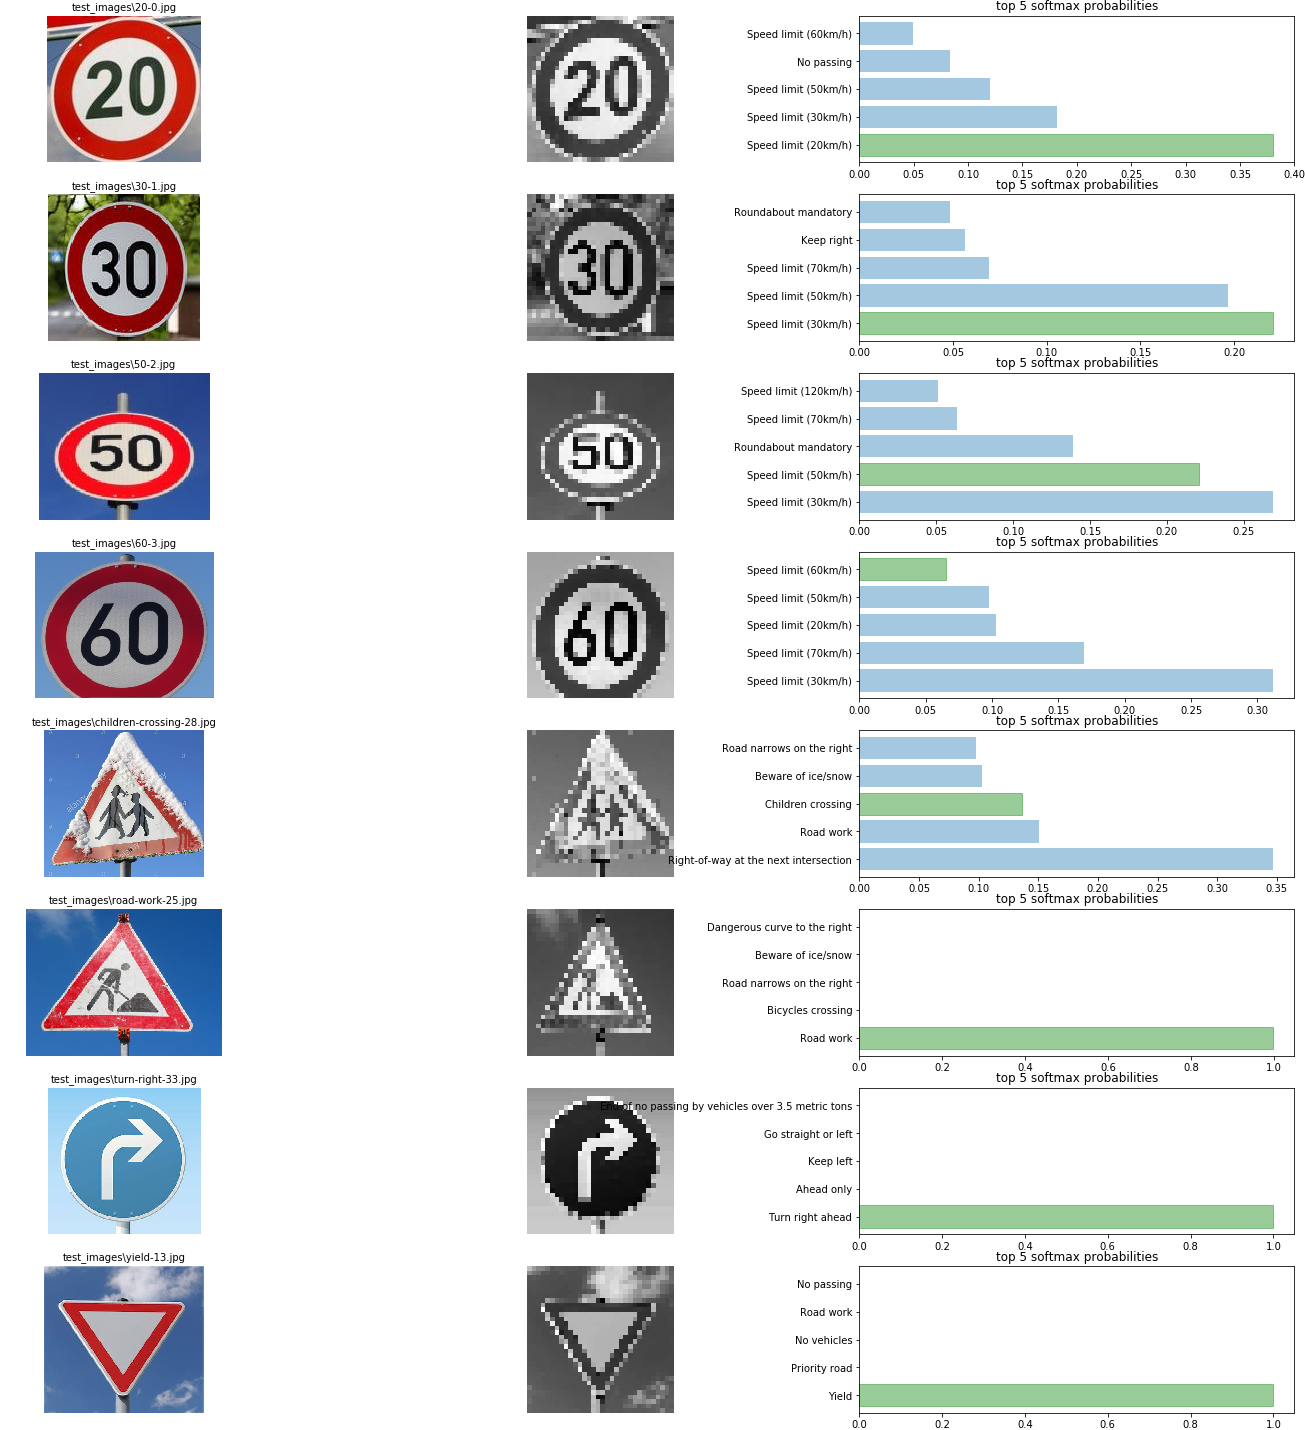 test_images\20-0.jpg
20
20
top 5 softmax probabilities
Speed limit (60km/h)
No passing
Speed limit (50km/h)
Speed limit (30km/h)
Speed limit (20km/h)
0.00 0.05 0.10 0.15 0.20 0.25 0.30 0.35 0.40
test_images\30-1.jpg
30
30
top 5 softmax probabilities
Roundabout mandatory
Keep right
Speed limit (70km/h)
Speed limit (50km/h)
Speed limit (30km/h)
0.00 0.05 0.10 0.15 0.20
test_images\50-2.jpg
50
50
top 5 softmax probabilities
Speed limit (120km/h)
Speed limit (70km/h)
Roundabout mandatory
Speed limit (50km/h)
Speed limit (30km/h)
0.00 0.05 0.10 0.15 0.20 0.25
test_images\60-3.jpg
60
60
top 5 softmax probabilities
Speed limit (60km/h)
Speed limit (50km/h)
Speed limit (20km/h)
Speed limit (70km/h)
Speed limit (30km/h)
0.00 0.05 0.10 0.15 0.20 0.25 0.30
test_images\children-crossing-28.jpg
top 5 softmax probabilities
Road narrows on the right
Beware of ice/snow
Children crossing
Road work
Right-of-way at the next intersection
0.00 0.05 0.10 0.15 0.20 0.25 0.30 0.35
test_images\road-work-25.jpg
top 5 softmax probabilities
Dangerous curve to the right
Beware of ice/snow
Road narrows on the right
Bicycles crossing
Road work
0.0 0.2 0.4 0.6 0.8 1.0
test_images\turn-right-33.jpg
top 5 softmax probabilities
End of no passing by vehicles over 3.5 metric tons
Go straight or left
Keep left
Ahead only
Turn right ahead
0.0 0.2 0.4 0.6 0.8 1.0
test_images\yield-13.jpg
top 5 softmax probabilities
No passing
Road work
No vehicles
Priority road
Yield
0.0 0.2 0.4 0.6 0.8 1.0